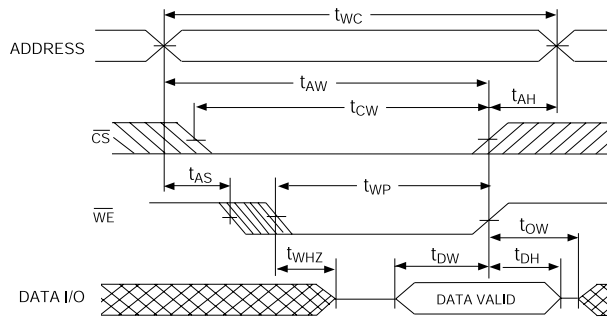 tWC
ADDRESS
tAW
tCW
tAH
CS
tAS
tWP
WE
tOW
tWHZ
tDW
tDH
DATA I/O
DATA VALID